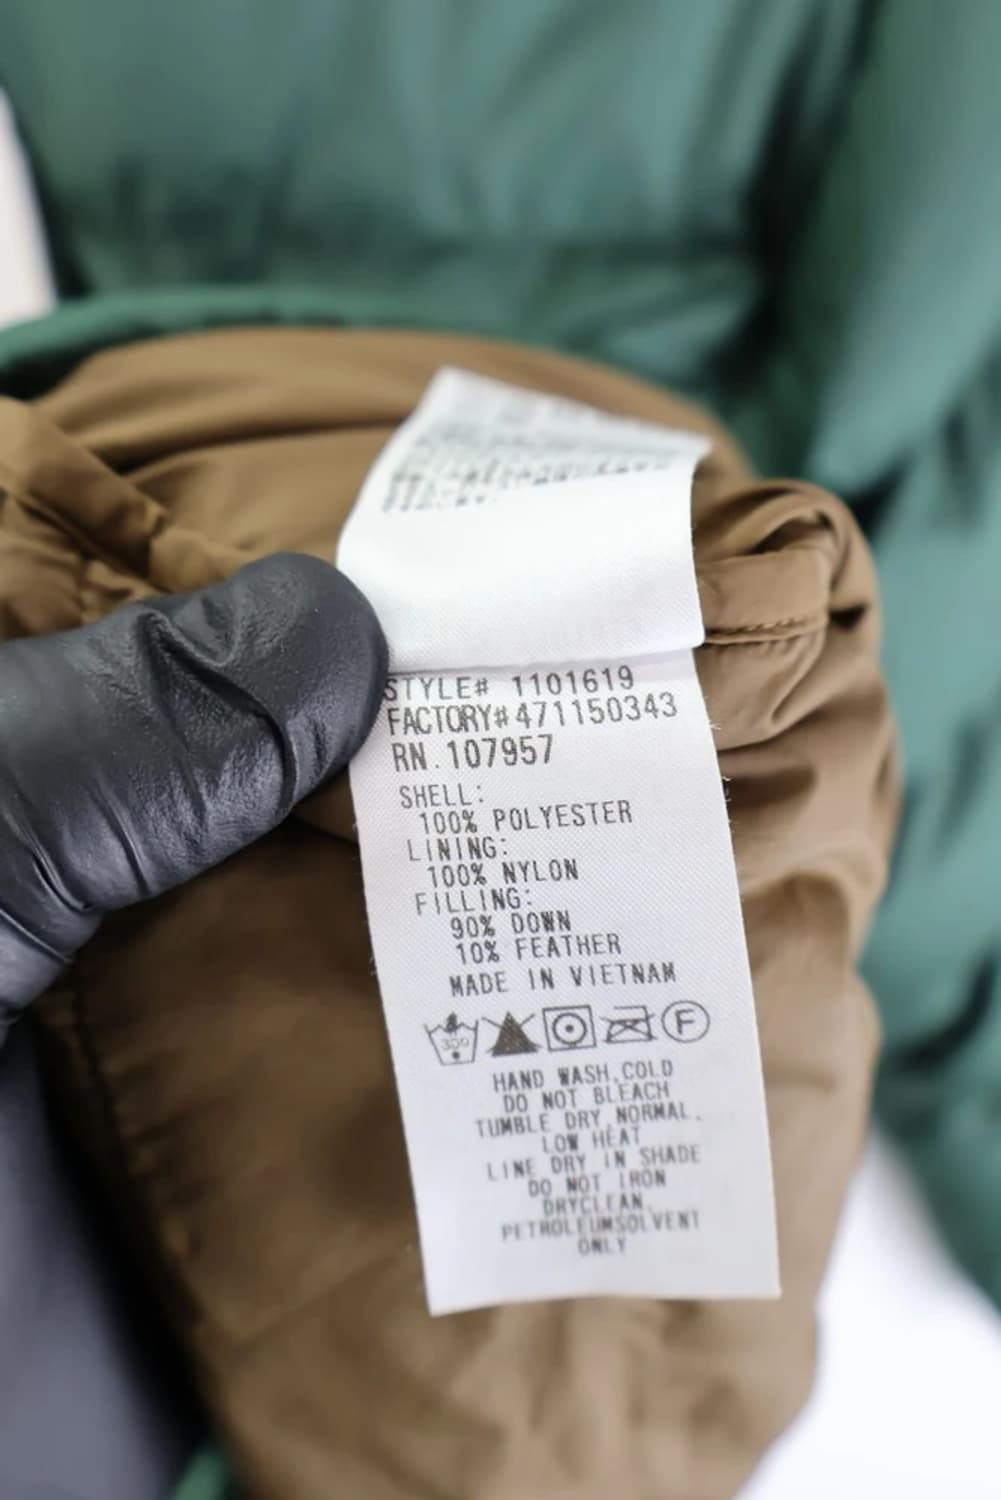 STYLE# 1101619
FACTORY#471150343
RN.107957
SHELL:
100% POLYESTER
LINING:
100% NYLON
FILLING:
90% DOWN
10% FEATHER
MADE IN VIETNAM
30° F
HAND WASH,COLD
DO NOT BLEACH
TUMBLE DRY,NORMAL,
LOW HEAT
LINE DRY IN SHADE
DO NOT IRON
DRYCLEAN,
PETROLEUMSOLVENT
ONLY